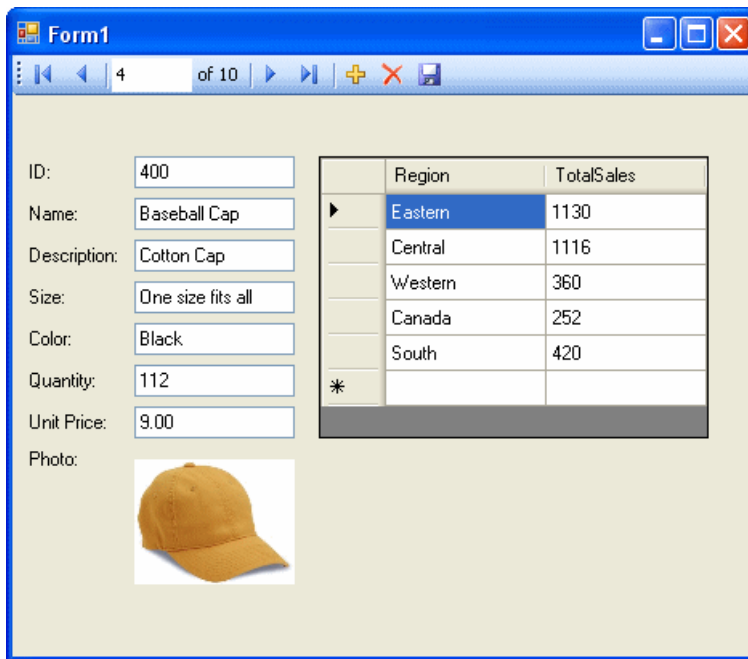 Form1
4 of 10
ID: 400
Name: Baseball Cap
Description: Cotton Cap
Size: One size fits all
Color: Black
Quantity: 112
Unit Price: 9.00
Photo:
Region TotalSales
Eastern 1130
Central 1116
Western 360
Canada 252
South 420